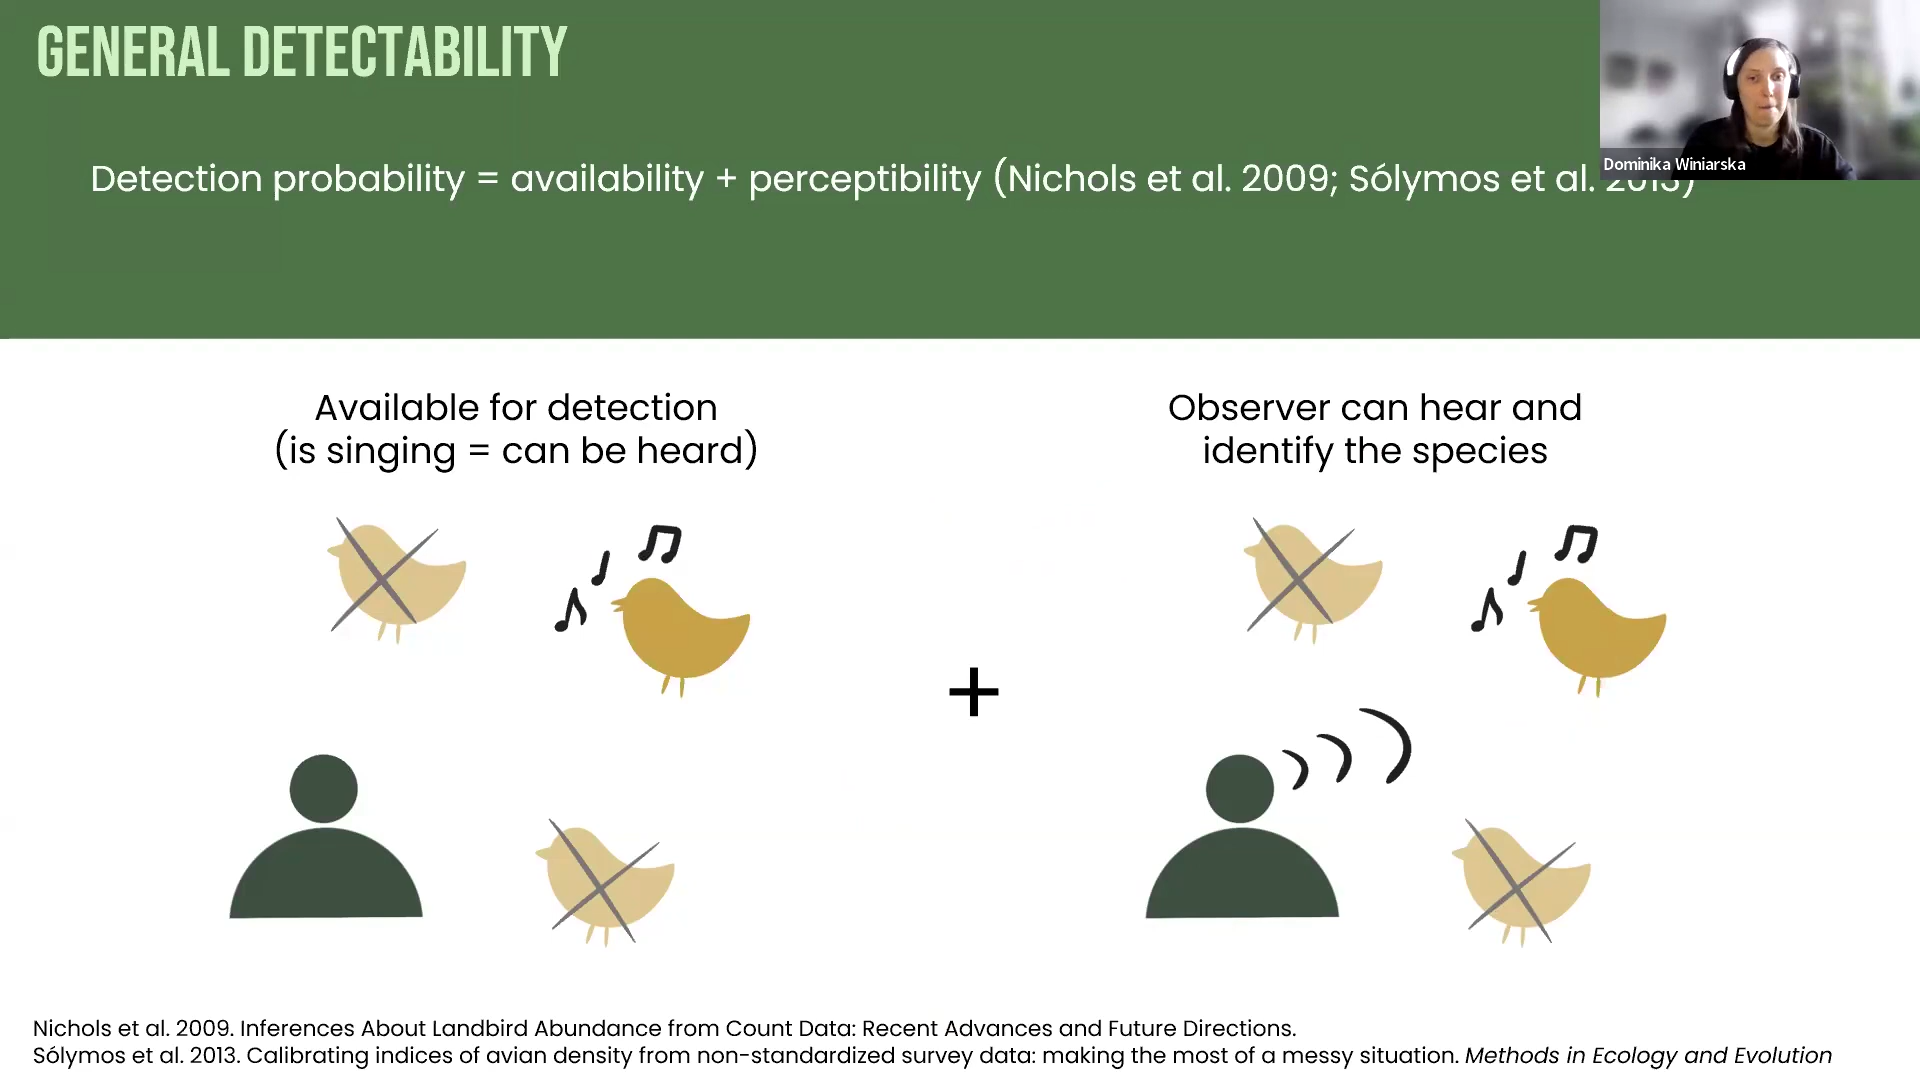 GENERAL DETECTABILITY
Detection probability = availability + perceptibility (Nichols et al. 2009; Sólymos et al. 2013)
Dominika Winiarska
Available for detection
(is singing = can be heard)
Observer can hear and
identify the species
+
Nichols et al. 2009. Inferences About Landbird Abundance from Count Data: Recent Advances and Future Directions.
Sólymos et al. 2013. Calibrating indices of avian density from non-standardized survey data: making the most of a messy situation. Methods in Ecology and Evolution